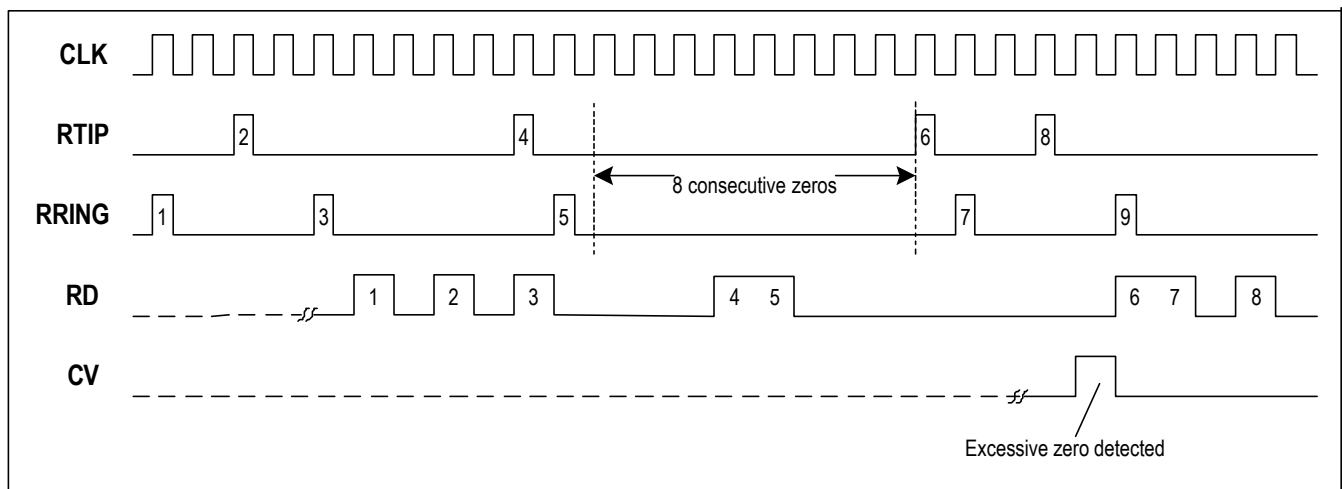 CLK
RTIP 2 4 6 8
8 consecutive zeros
RRING 1 3 5 7 9
RD 1 2 3 4 5 6 7 8
CV
Excessive zero detected